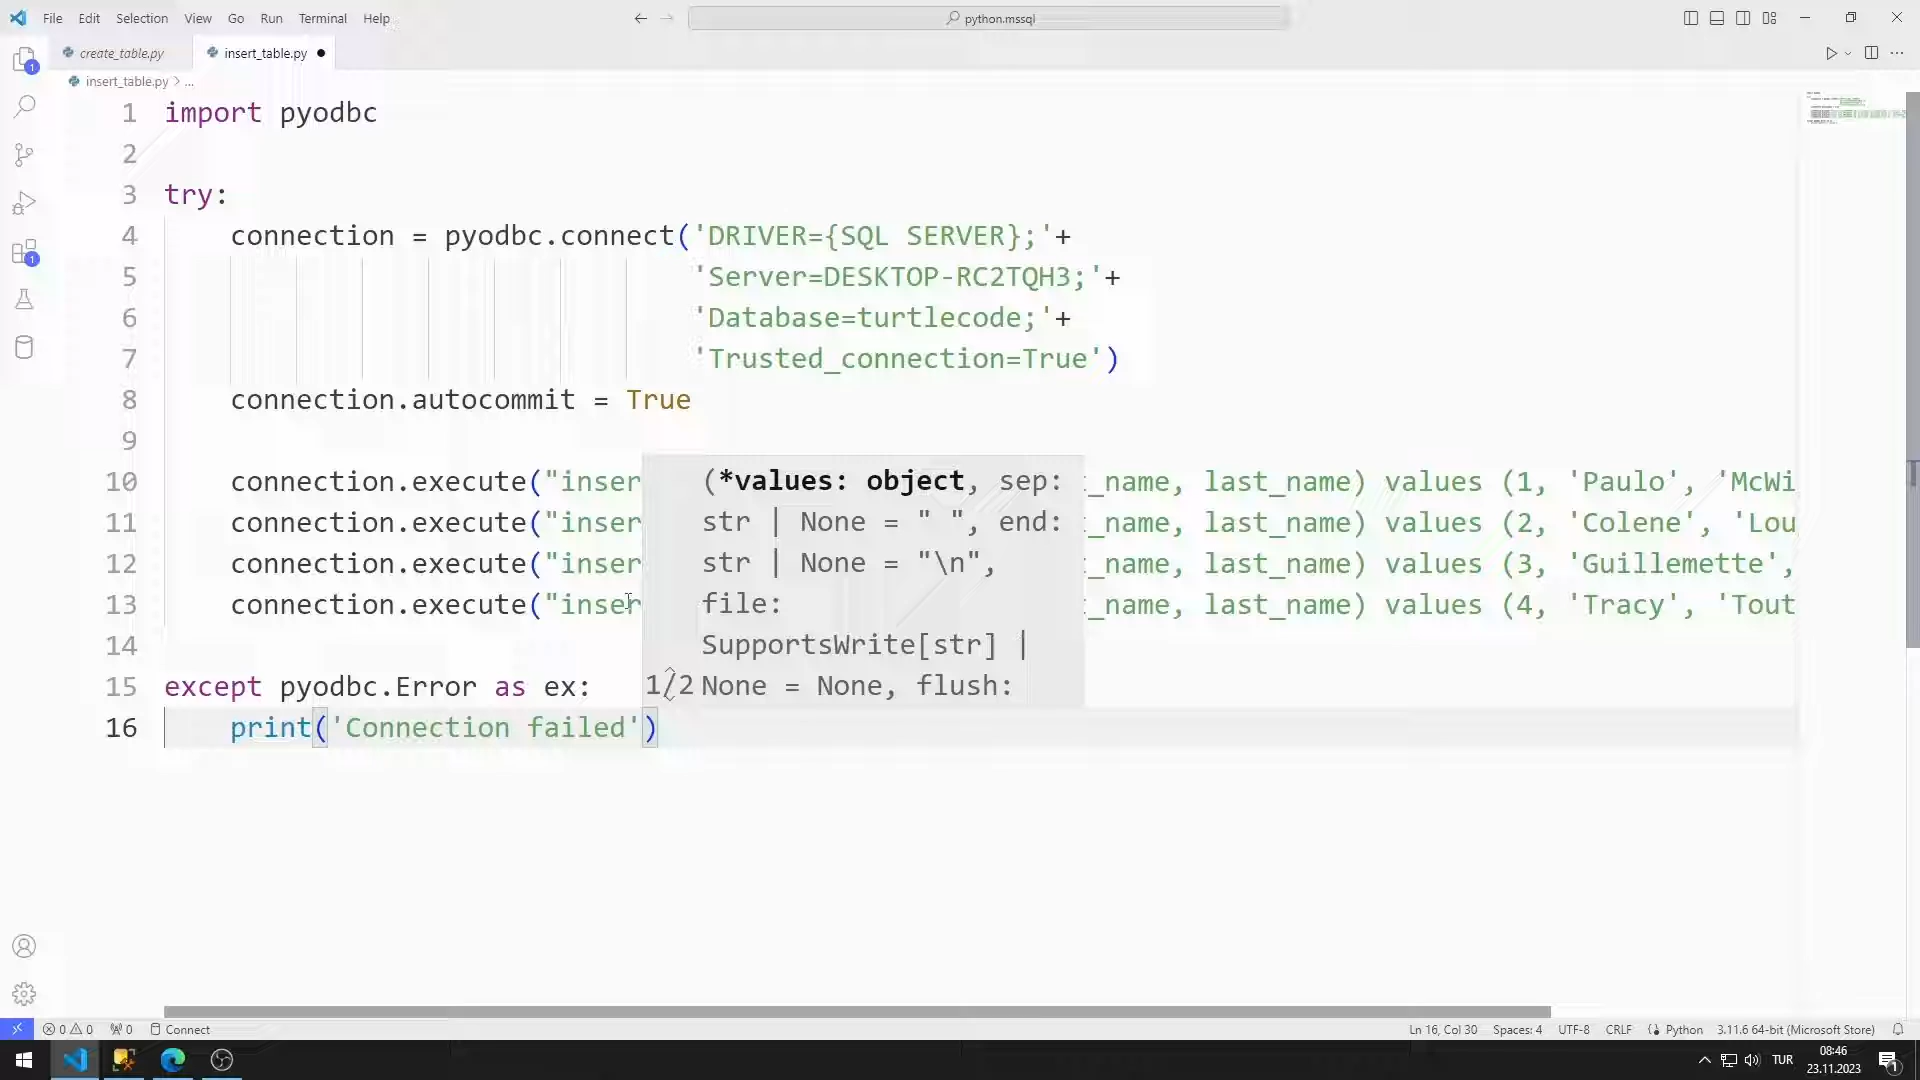 File Edit Selection View Go Run Terminal Help
python.mssql
create_table.py
insert_table.py
insert_table.py > ...
1 import pyodbc
2
3 try:
4 connection = pyodbc.connect('DRIVER={SQL SERVER};'+
5 'Server=DESKTOP-RC2TQH3;'+
6 'Database=turtlecode;'+
7 'Trusted_connection=True')
8 connection.autocommit = True
9
10 connection.execute("inser t_name, last_name) values (1, 'Paulo', 'McWi
11 connection.execute("inser t_name, last_name) values (2, 'Colene', 'Lou
12 connection.execute("inser t_name, last_name) values (3, 'Guillemette',
13 connection.execute("inser t_name, last_name) values (4, 'Tracy', 'Tout
14
15 except pyodbc.Error as ex:
16 print('Connection failed')
(*values: object, sep:
str | None = " ", end:
str | None = "\n",
file:
SupportsWrite[str] |
1/2 None = None, flush:
1
1
0 0 0 Connect
Ln 16, Col 30 Spaces: 4 UTF-8 CRLF Python 3.11.6 64-bit (Microsoft Store)
TUR
08:46
23.11.2023
1